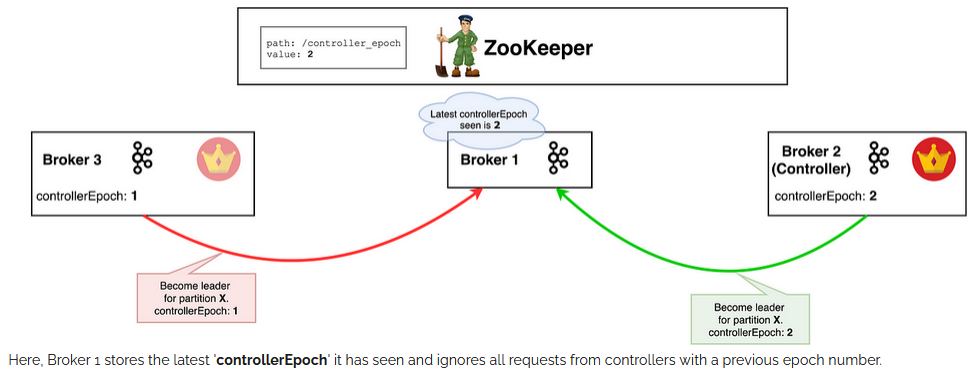 path: /controller_epoch
value: 2
ZooKeeper
Latest controllerEpoch
seen is 2
Broker 3
controllerEpoch: 1
Broker 1
Broker 2
(Controller)
controllerEpoch: 2
Become leader
for partition X.
controllerEpoch: 1
Become leader
for partition X.
controllerEpoch: 2
Here, Broker 1 stores the latest 'controllerEpoch' it has seen and ignores all requests from controllers with a previous epoch number.